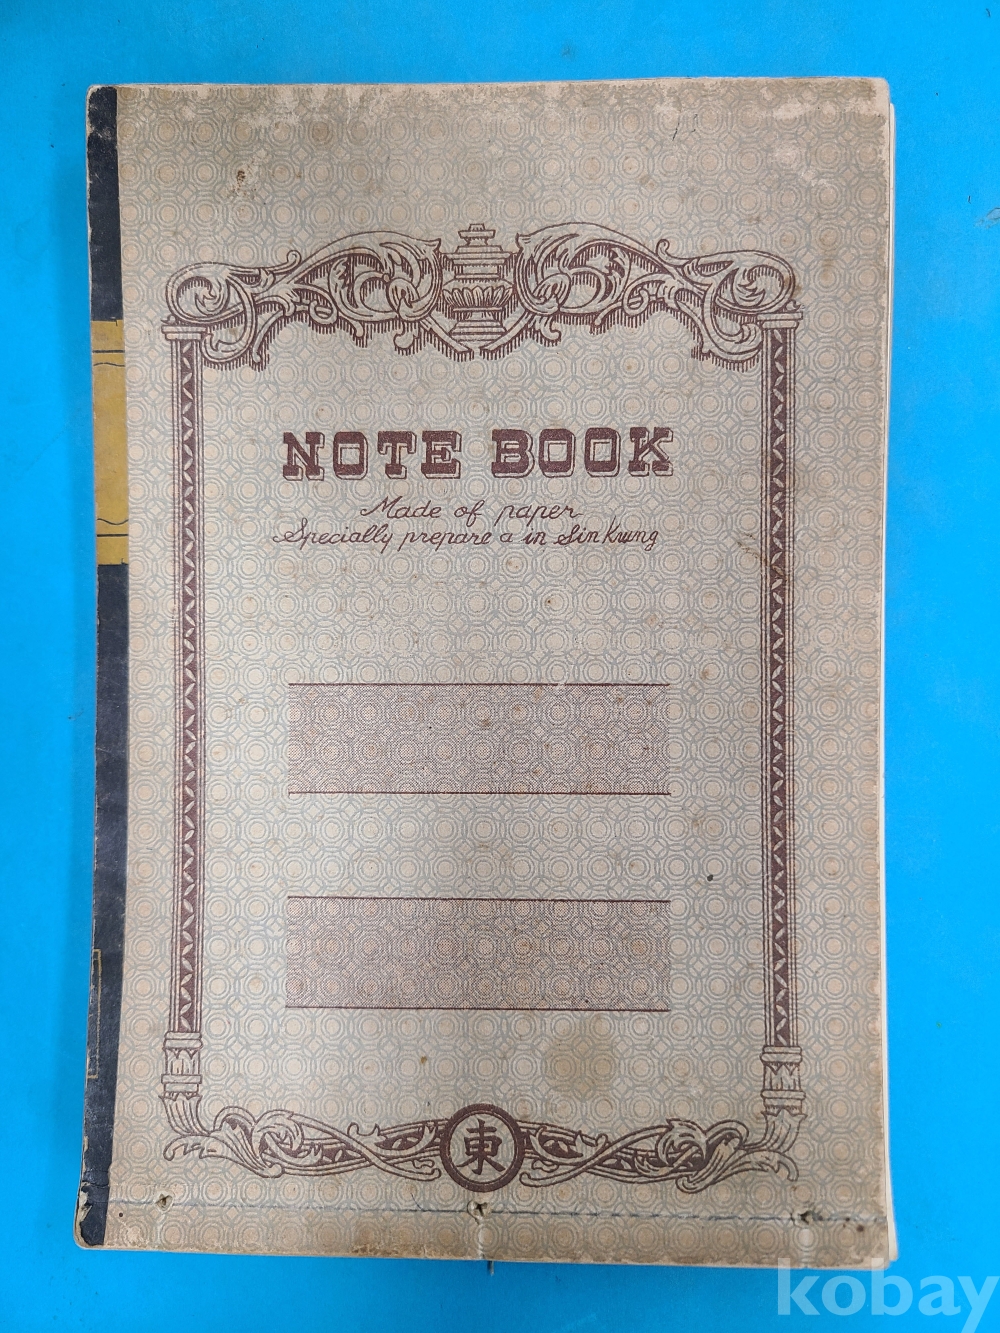 NOTE BOOK
Made of paper
Specially prepare a in Sin Kwng
東
kobay